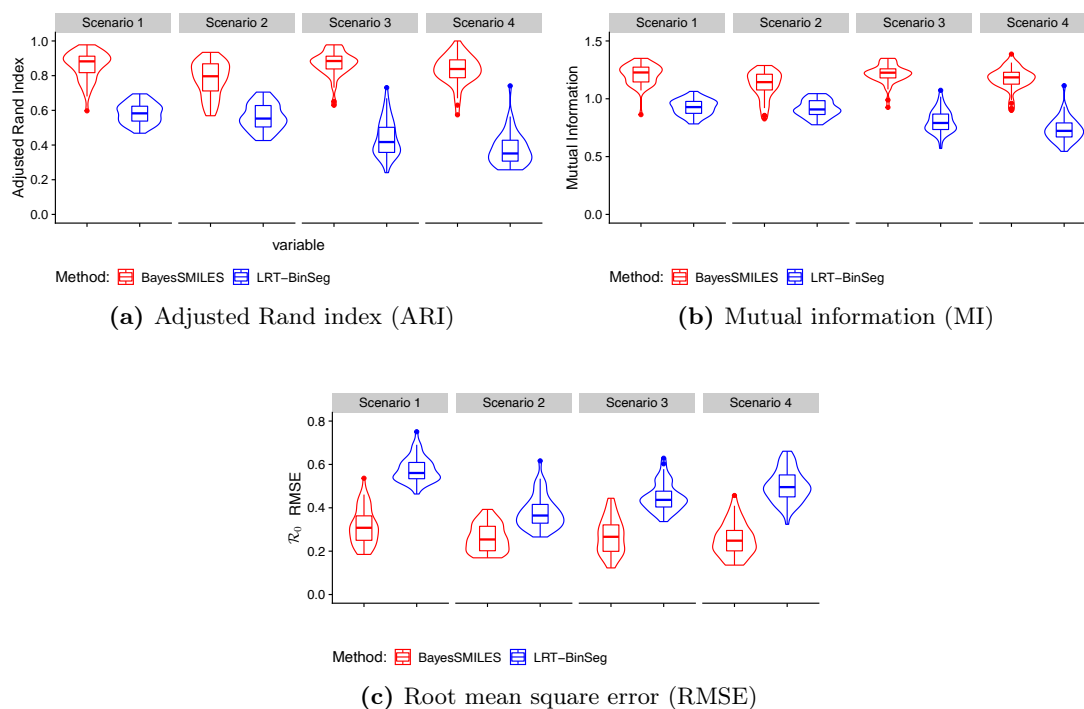 Scenario 1 Scenario 2 Scenario 3 Scenario 4
1.0
0.8
0.6
0.4
0.2
0.0
Adjusted Rand Index
variable
Method: BayesSMILES LRT−BinSeg
(a) Adjusted Rand index (ARI)
Scenario 1 Scenario 2 Scenario 3 Scenario 4
1.5
1.0
0.5
0.0
Mutual Information
Method: BayesSMILES LRT−BinSeg
(b) Mutual information (MI)
Scenario 1 Scenario 2 Scenario 3 Scenario 4
0.8
0.6
0.4
0.2
0.0
ℛ₀ RMSE
Method: BayesSMILES LRT−BinSeg
(c) Root mean square error (RMSE)